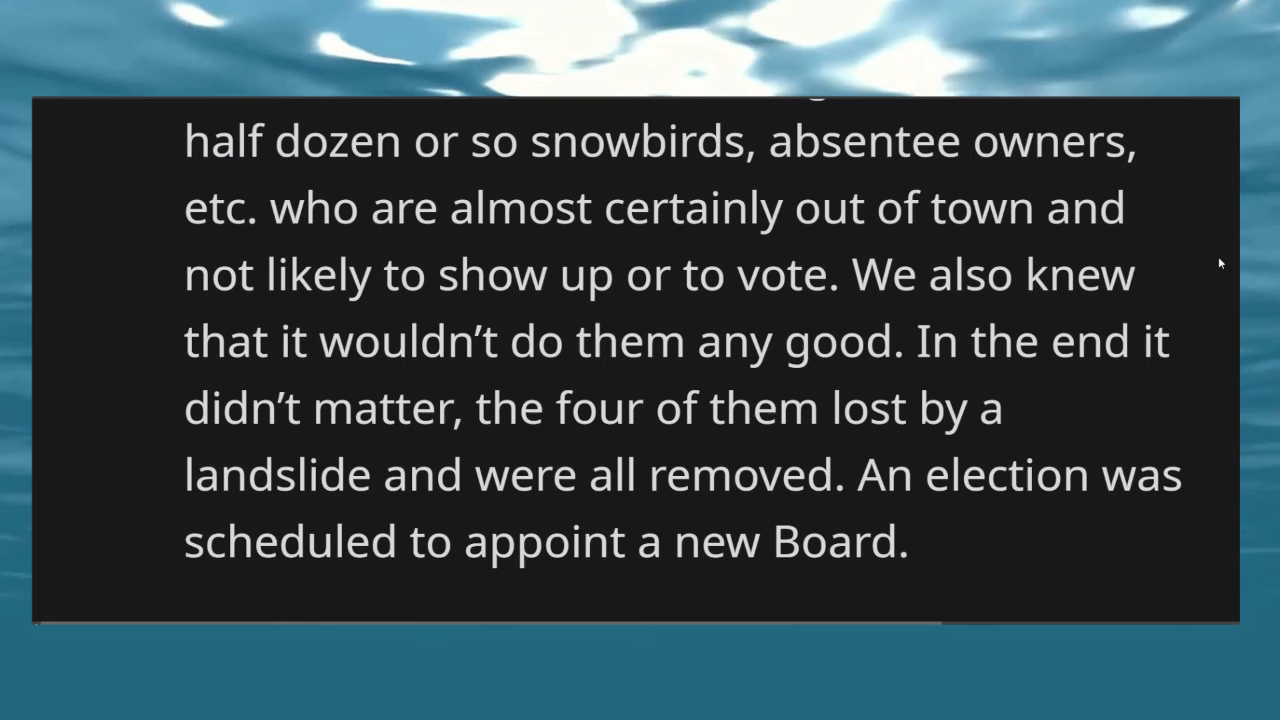 half dozen or so snowbirds, absentee owners,
etc. who are almost certainly out of town and
not likely to show up or to vote. We also knew
that it wouldn’t do them any good. In the end it
didn’t matter, the four of them lost by a
landslide and were all removed. An election was
scheduled to appoint a new Board.